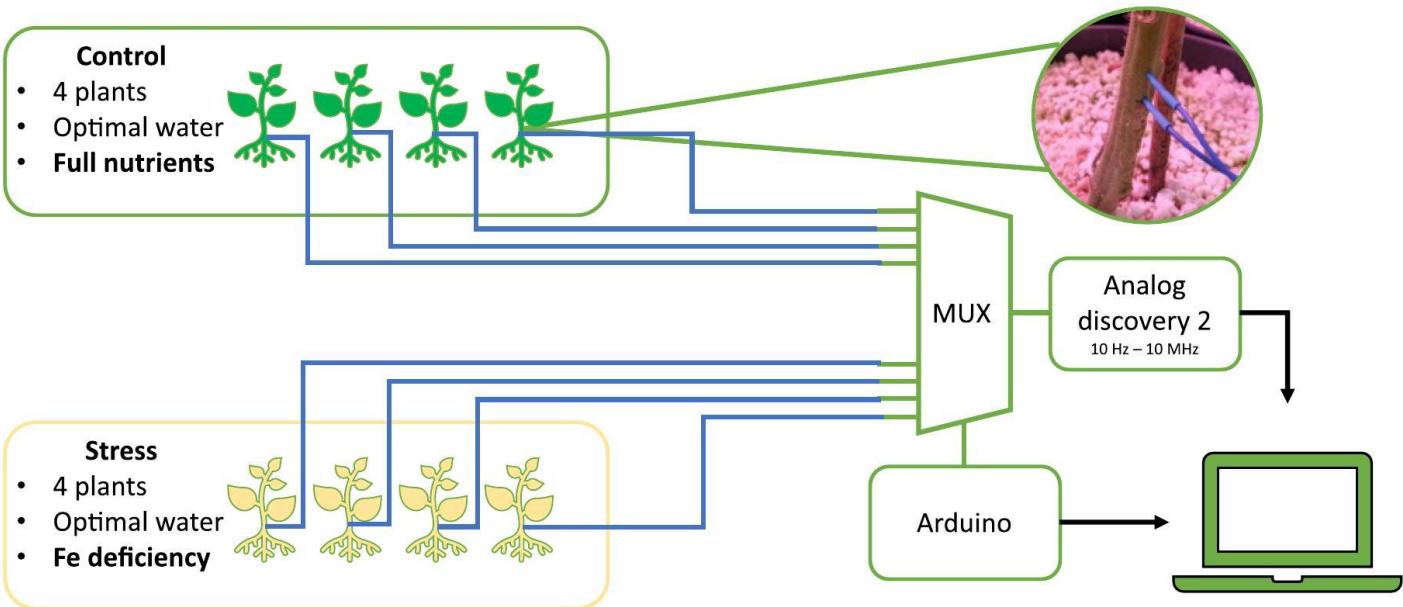 Control
• 4 plants
• Optimal water
• Full nutrients
MUX
Analog
discovery 2
10 Hz – 10 MHz
Stress
• 4 plants
• Optimal water
• Fe deficiency
Arduino